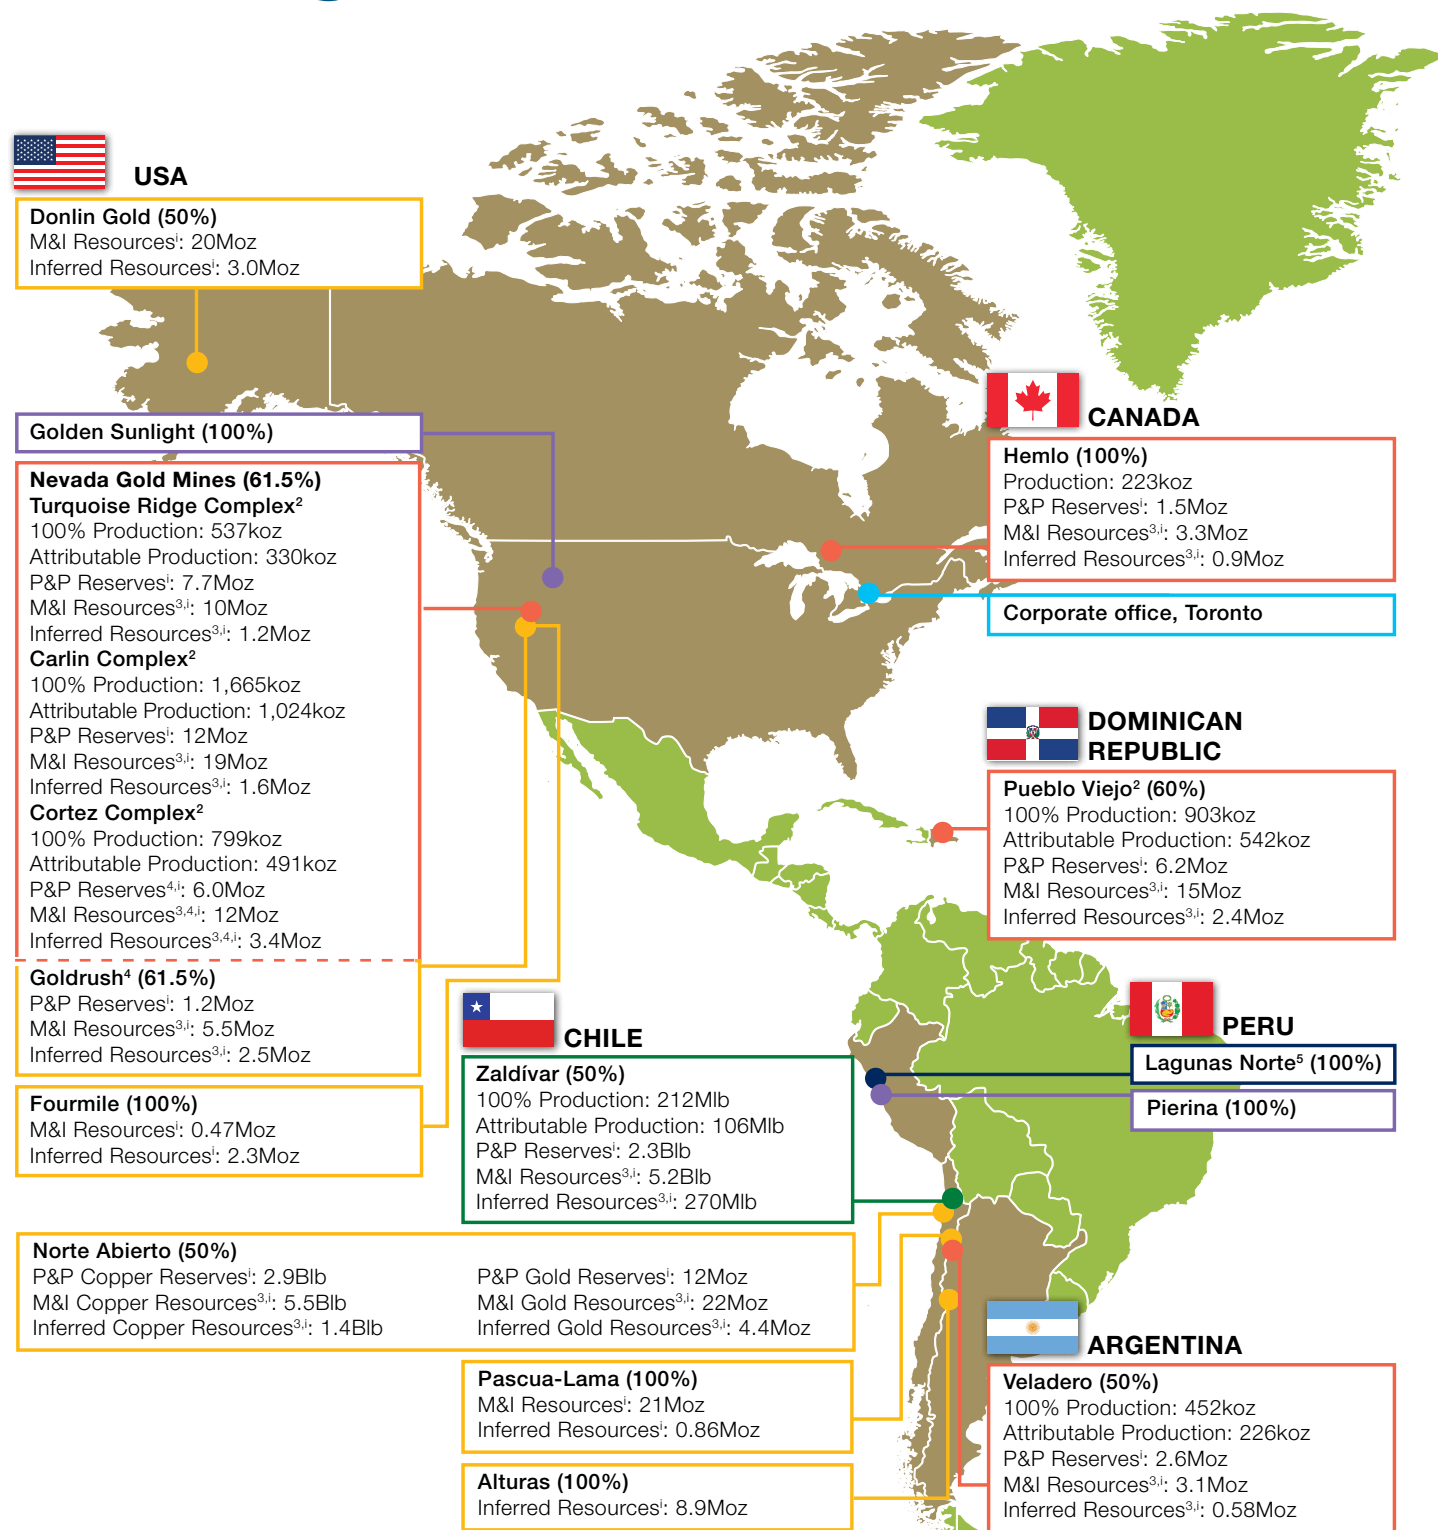 USA
Donlin Gold (50%)
M&I Resourcesⁱ: 20Moz
Inferred Resourcesⁱ: 3.0Moz
Golden Sunlight (100%)
Nevada Gold Mines (61.5%)
Turquoise Ridge Complex²
100% Production: 537koz
Attributable Production: 330koz
P&P Reservesⁱ: 7.7Moz
M&I Resources³,ⁱ: 10Moz
Inferred Resources³,ⁱ: 1.2Moz
Carlin Complex²
100% Production: 1,665koz
Attributable Production: 1,024koz
P&P Reservesⁱ: 12Moz
M&I Resources³,ⁱ: 19Moz
Inferred Resources³,ⁱ: 1.6Moz
Cortez Complex²
100% Production: 799koz
Attributable Production: 491koz
P&P Reserves⁴,ⁱ: 6.0Moz
M&I Resources³,⁴,ⁱ: 12Moz
Inferred Resources³,⁴,ⁱ: 3.4Moz
Goldrush⁴ (61.5%)
P&P Reservesⁱ: 1.2Moz
M&I Resources³,ⁱ: 5.5Moz
Inferred Resources³,ⁱ: 2.5Moz
Fourmile (100%)
M&I Resourcesⁱ: 0.47Moz
Inferred Resourcesⁱ: 2.3Moz
CANADA
Hemlo (100%)
Production: 223koz
P&P Reservesⁱ: 1.5Moz
M&I Resources³,ⁱ: 3.3Moz
Inferred Resources³,ⁱ: 0.9Moz
Corporate office, Toronto
DOMINICAN
REPUBLIC
Pueblo Viejo² (60%)
100% Production: 903koz
Attributable Production: 542koz
P&P Reservesⁱ: 6.2Moz
M&I Resources³,ⁱ: 15Moz
Inferred Resources³,ⁱ: 2.4Moz
PERU
Lagunas Norte⁵ (100%)
Pierina (100%)
CHILE
Zaldívar (50%)
100% Production: 212Mlb
Attributable Production: 106Mlb
P&P Reservesⁱ: 2.3Blb
M&I Resources³,ⁱ: 5.2Blb
Inferred Resources³,ⁱ: 270Mlb
Norte Abierto (50%)
P&P Copper Reservesⁱ: 2.9Blb
M&I Copper Resources³,ⁱ: 5.5Blb
Inferred Copper Resources³,ⁱ: 1.4Blb
P&P Gold Reservesⁱ: 12Moz
M&I Gold Resources³,ⁱ: 22Moz
Inferred Gold Resources³,ⁱ: 4.4Moz
Pascua-Lama (100%)
M&I Resourcesⁱ: 21Moz
Inferred Resourcesⁱ: 0.86Moz
Alturas (100%)
Inferred Resourcesⁱ: 8.9Moz
ARGENTINA
Veladero (50%)
100% Production: 452koz
Attributable Production: 226koz
P&P Reservesⁱ: 2.6Moz
M&I Resources³,ⁱ: 3.1Moz
Inferred Resources³,ⁱ: 0.58Moz